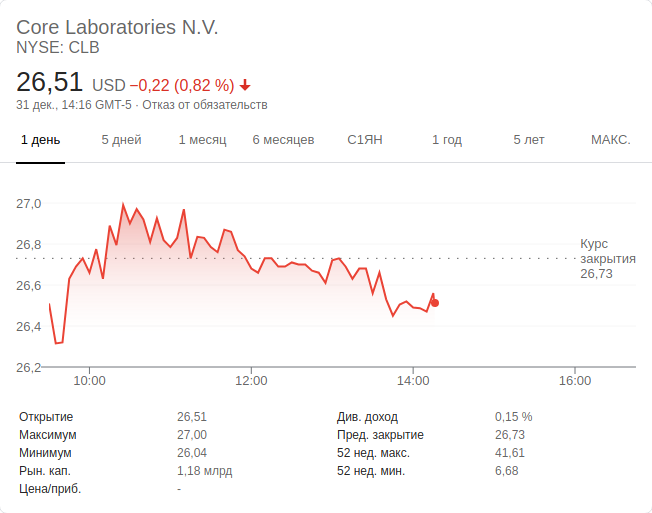 Core Laboratories N.V.
NYSE: CLB
26,51 USD −0,22 (0,82 %)
31 дек., 14:16 GMT-5 · Отказ от обязательств
1 день 5 дней 1 месяц 6 месяцев С1ЯН 1 год 5 лет МАКС.
27,0
26,8
26,6
26,4
26,2
Курс
закрытия
26,73
10:00 12:00 14:00 16:00
Открытие 26,51
Максимум 27,00
Минимум 26,04
Рын. кап. 1,18 млрд
Цена/приб. -
Див. доход 0,15 %
Пред. закрытие 26,73
52 нед. макс. 41,61
52 нед. мин. 6,68